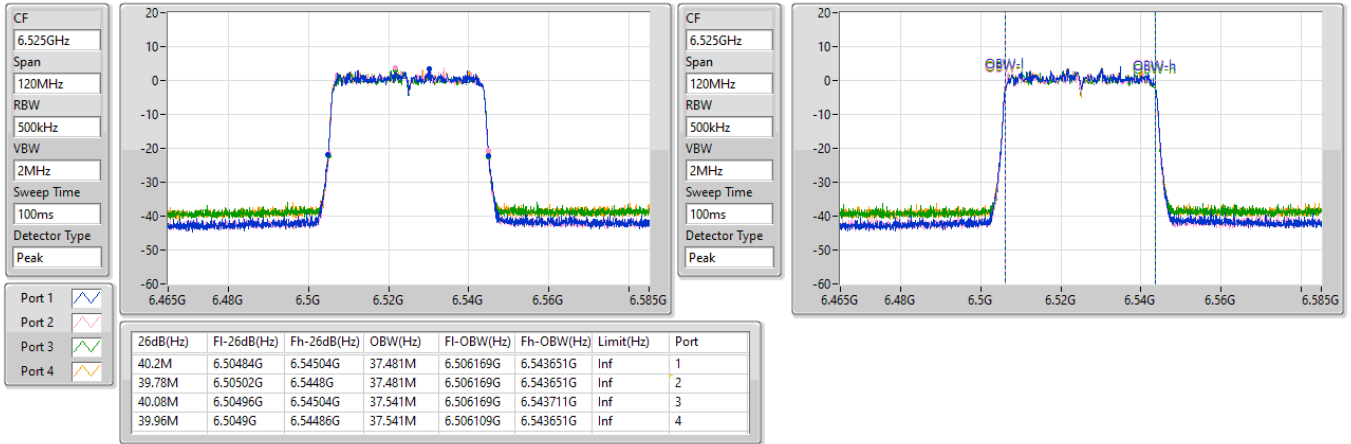 CF
6.525GHz
Span
120MHz
RBW
500kHz
VBW
2MHz
Sweep Time
100ms
Detector Type
Peak
20
10
0
-10
-20
-30
-40
-50
-60
6.465G 6.48G 6.5G 6.52G 6.54G 6.56G 6.585G
CF
6.525GHz
Span
120MHz
RBW
500kHz
VBW
2MHz
Sweep Time
100ms
Detector Type
Peak
20
10
0
-10
-20
-30
-40
-50
-60
OBW-l OBW-h
6.465G 6.48G 6.5G 6.52G 6.54G 6.56G 6.585G
Port 1
Port 2
Port 3
Port 4
26dB(Hz) Fl-26dB(Hz) Fh-26dB(Hz) OBW(Hz) Fl-OBW(Hz) Fh-OBW(Hz) Limit(Hz) Port
40.2M 6.50484G 6.54504G 37.481M 6.506169G 6.543651G Inf 1
39.78M 6.50502G 6.5448G 37.481M 6.506169G 6.543651G Inf 2
40.08M 6.50496G 6.54504G 37.541M 6.506169G 6.543711G Inf 3
39.96M 6.5049G 6.54486G 37.541M 6.506109G 6.543651G Inf 4